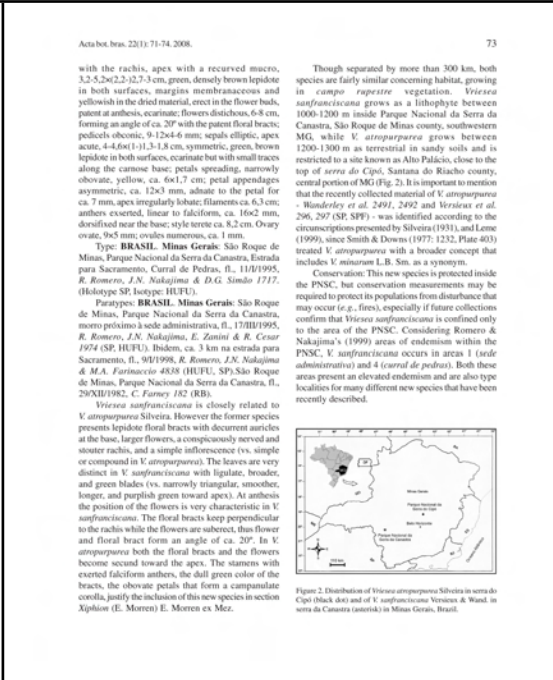 Acta bot. bras. 22(1): 71-74. 2008.
73
with the rachis, apex with a recurved mucro,
3,2-5,2×(2,2-)2,7-3 cm, green, densely brown lepidote
in both surfaces, margins membranaceous and
yellowish in the dried material, erect in the flower buds,
patent at anthesis, ecarinate; flowers distichous, 6-8 cm,
forming an angle of ca. 20° with the patent floral bracts;
pedicels obconic, 9-12×4-6 mm; sepals elliptic, apex
acute, 4-4,6×(1-)1,3-1,8 cm, symmetric, green, brown
lepidote in both surfaces, ecarinate but with small traces
along the carnose base; petals spreading, narrowly
obovate, yellow, ca. 6×1,7 cm; petal appendages
asymmetric, ca. 12×3 mm, adnate to the petal for
ca. 7 mm, apex irregularly lobate; filaments ca. 6,3 cm;
anthers exserted, linear to falciform, ca. 16×2 mm,
dorsifixed near the base; style terete ca. 8,2 cm. Ovary
ovate, 9×5 mm; ovules numerous, ca. 1 mm.
Type: BRASIL. Minas Gerais: São Roque de
Minas, Parque Nacional da Serra da Canastra, Estrada
para Sacramento, Curral de Pedras, fl., 11/I/1995,
R. Romero, J.N. Nakajima & D.G. Simão 1717.
(Holotype SP, Isotype: HUFU).
Paratypes: BRASIL. Minas Gerais: São Roque
de Minas, Parque Nacional da Serra da Canastra,
morro próximo à sede administrativa, fl., 17/III/1995,
R. Romero, J.N. Nakajima, E. Zanini & R. Cesar
1974 (SP, HUFU). Ibidem, ca. 3 km na estrada para
Sacramento, fl., 9/I/1998, R. Romero, J.N. Nakajima
& M.A. Farinaccio 4838 (HUFU, SP).São Roque
de Minas, Parque Nacional da Serra da Canastra, fl.,
29/XII/1982, C. Farney 182 (RB).
Vriesea sanfranciscana is closely related to
V. atropurpurea Silveira. However the former species
presents lepidote floral bracts with decurrent auricles
at the base, larger flowers, a conspicuously nerved and
stouter rachis, and a simple inflorescence (vs. simple
or compound in V. atropurpurea). The leaves are very
distinct in V. sanfranciscana with ligulate, broader,
and green blades (vs. narrowly triangular, smoother,
longer, and purplish green toward apex). At anthesis
the position of the flowers is very characteristic in V.
sanfranciscana. The floral bracts keep perpendicular
to the rachis while the flowers are suberect, thus flower
and floral bract form an angle of ca. 20°. In V.
atropurpurea both the floral bracts and the flowers
become secund toward the apex. The stamens with
exerted falciform anthers, the dull green color of the
bracts, the obovate petals that form a campanulate
corolla, justify the inclusion of this new species in section
Xiphion (E. Morren) E. Morren ex Mez.
Though separated by more than 300 km, both
species are fairly similar concerning habitat, growing
in campo rupestre vegetation. Vriesea
sanfranciscana grows as a lithophyte between
1000-1200 m inside Parque Nacional da Serra da
Canastra, São Roque de Minas county, southwestern
MG, while V. atropurpurea grows between
1200-1300 m as terrestrial in sandy soils and is
restricted to a site known as Alto Palácio, close to the
top of serra do Cipó, Santana do Riacho county,
central portion of MG (Fig. 2). It is important to mention
that the recently collected material of V. atropurpurea
- Wanderley et al. 2491, 2492 and Versieux et al.
296, 297 (SP, SPF) - was identified according to the
circumscriptions presented by Silveira (1931), and Leme
(1999), since Smith & Downs (1977: 1232, Plate 403)
treated V. atropurpurea with a broader concept that
includes V. minarum L.B. Sm. as a synonym.
Conservation: This new species is protected inside
the PNSC, but conservation measurements may be
required to protect its populations from disturbance that
may occur (e.g., fires), especially if future collections
confirm that Vriesea sanfranciscana is confined only
to the area of the PNSC. Considering Romero &
Nakajima's (1999) areas of endemism within the
PNSC, V. sanfranciscana occurs in areas 1 (sede
administrativa) and 4 (curral de pedras). Both these
areas present an elevated endemism and are also type
localities for many different new species that have been
recently described.
Minas Gerais
Parque Nacional da
Serra do Cipó
Belo Horizonte
Parque Nacional da
Serra da Canastra
Figure 2. Distribution of Vriesea atropurpurea Silveira in serra do
Cipó (black dot) and of V. sanfranciscana Versieux & Wand. in
serra da Canastra (asterisk) in Minas Gerais, Brazil.